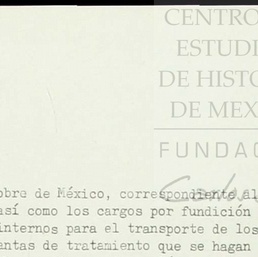 CENTRO
ESTUDI
DE HISTO
DE MEX
FUNDAC
obre de México, correspondiente al
así como los cargos por fundición
internos para el transporte de los
entas de tratamiento que se hagan